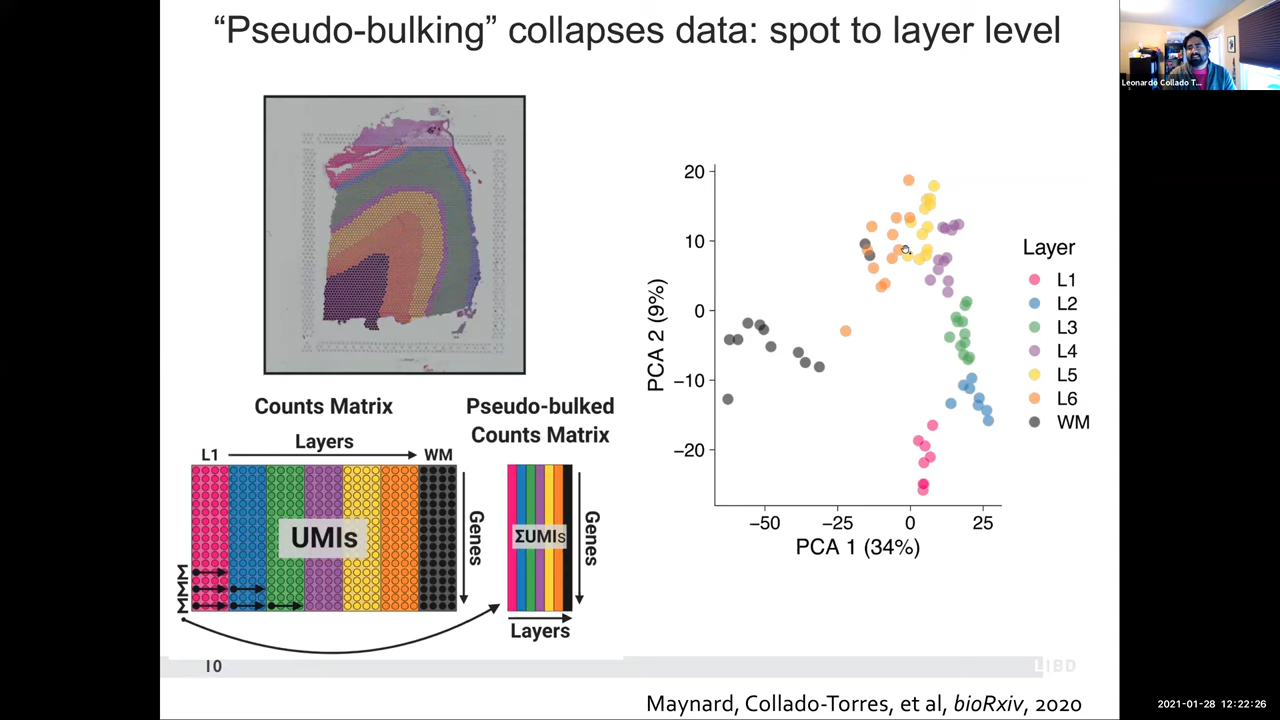 “Pseudo-bulking” collapses data: spot to layer level
Leonardo Collado T...
Counts Matrix
Layers
L1
WM
UMIs
Genes
MMM
Pseudo-bulked
Counts Matrix
ΣUMIs
Genes
Layers
PCA 2 (9%)
20
10
0
−10
−20
−50
−25
0
25
PCA 1 (34%)
Layer
L1
L2
L3
L4
L5
L6
WM
10
LIBD
Maynard, Collado-Torres, et al, bioRxiv, 2020
2021-01-28 12:22:26